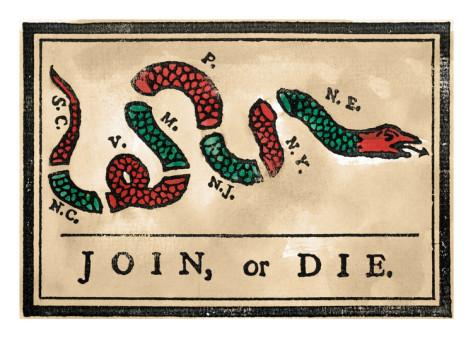 S. C.
N. C.
V.
M.
P.
N. J.
N. Y.
N. E.
JOIN, or DIE.